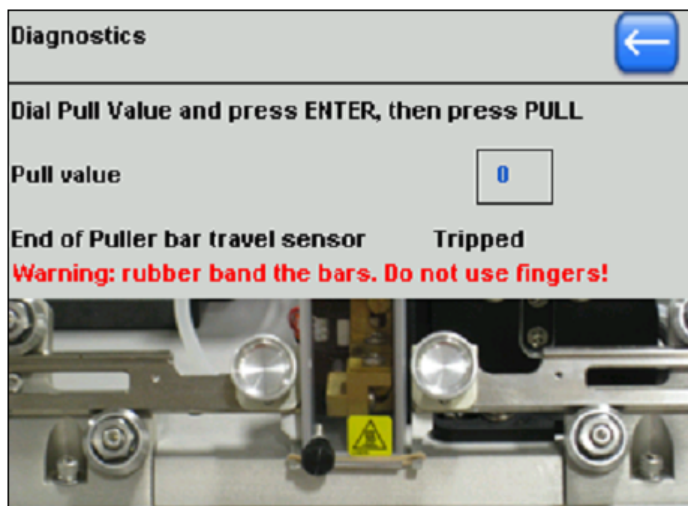 Diagnostics
Dial Pull Value and press ENTER, then press PULL
Pull value 0
End of Puller bar travel sensor Tripped
Warning: rubber band the bars. Do not use fingers!